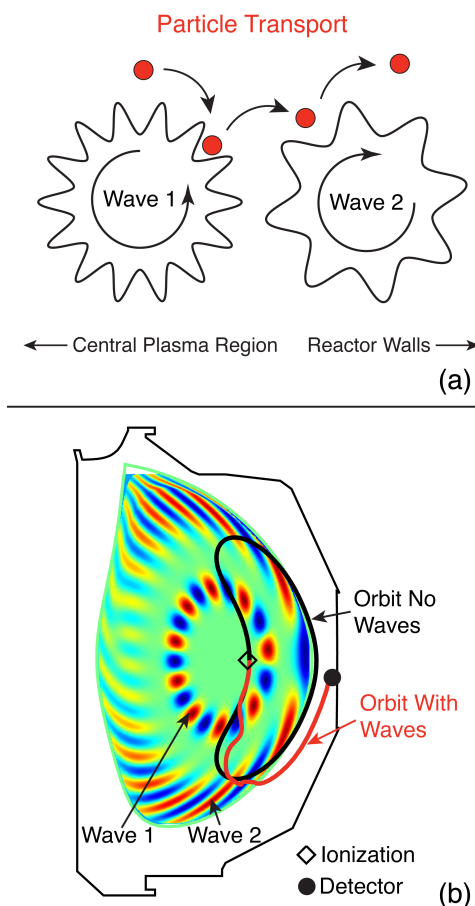 Particle Transport
Wave 1
Wave 2
Central Plasma Region
Reactor Walls
(a)
Orbit No
Waves
Orbit With
Waves
Wave 1
Wave 2
Ionization
Detector
(b)